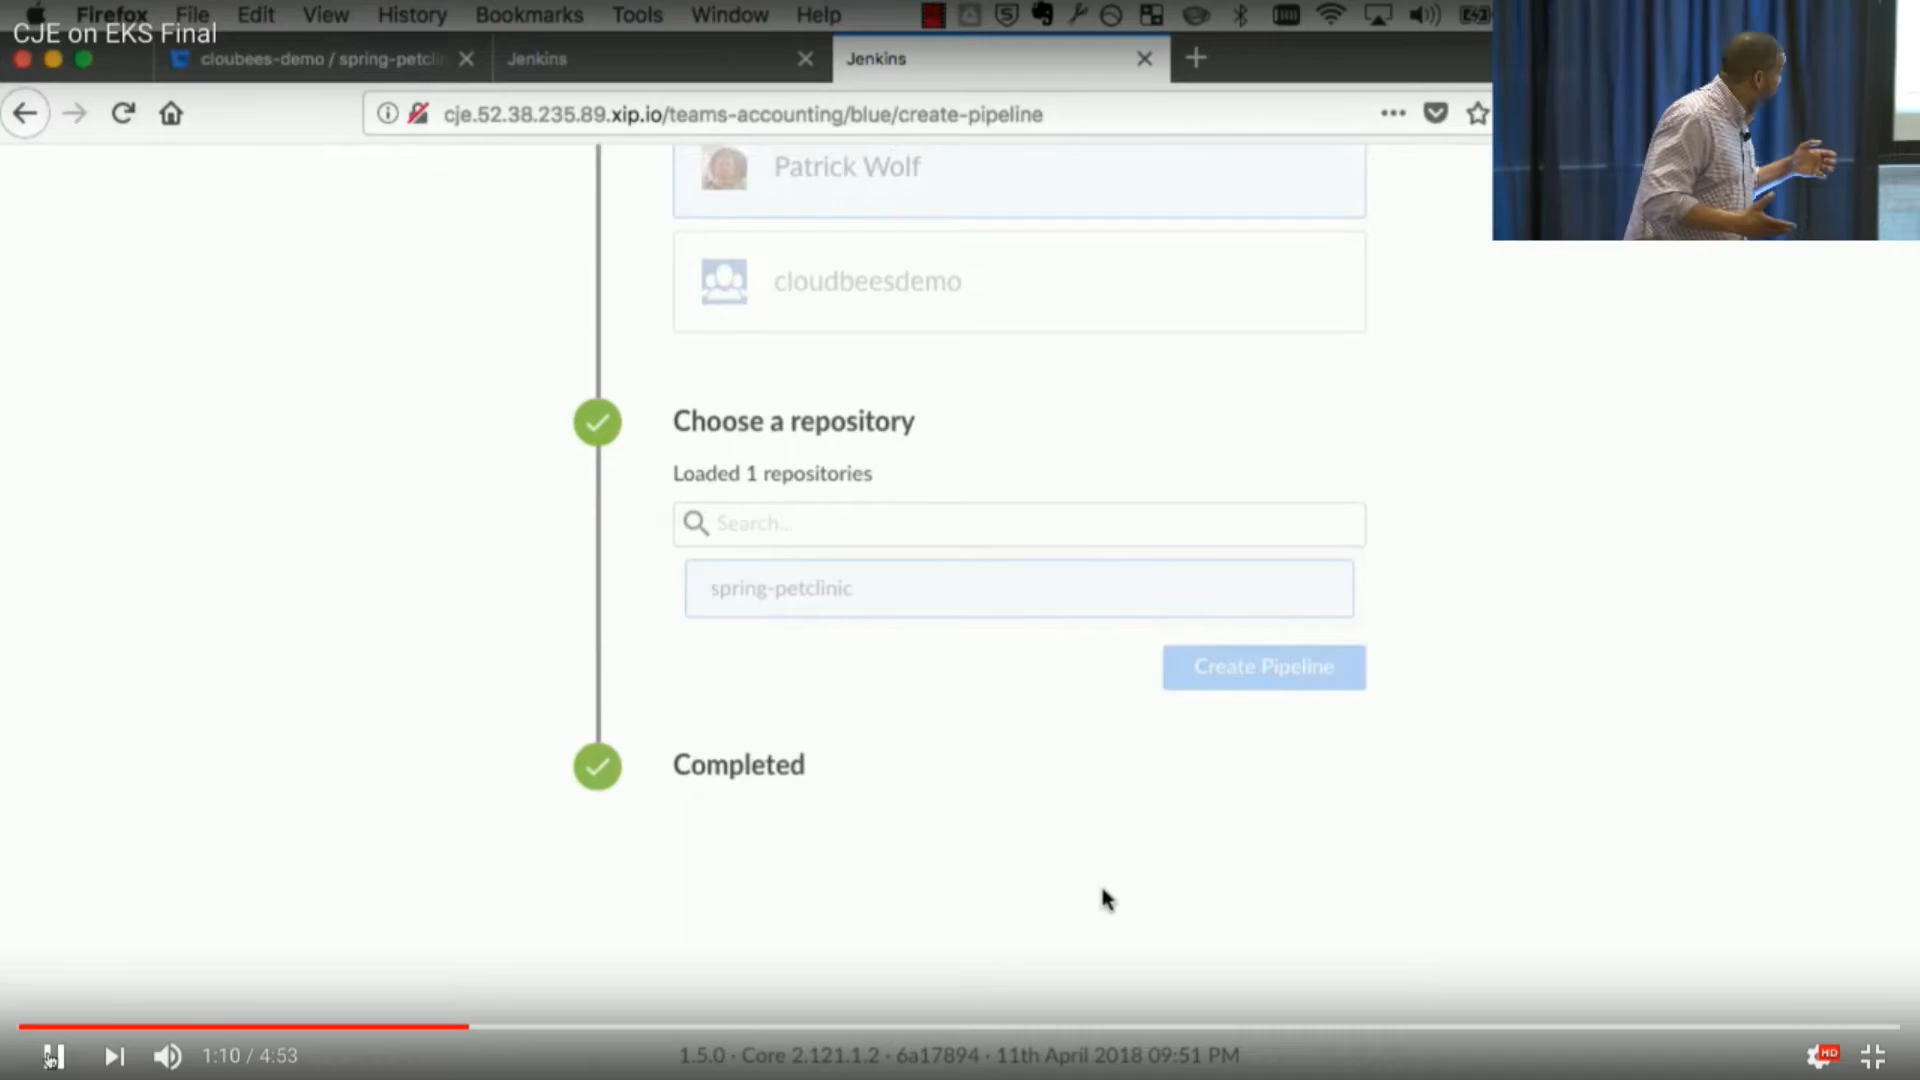 Firefox File Edit View History Bookmarks Tools Window Help
CJE on EKS Final
cloubees-demo / spring-petcli
Jenkins
Jenkins
cje.52.38.235.89.xip.io/teams-accounting/blue/create-pipeline
Patrick Wolf
cloudbeesdemo
Choose a repository
Loaded 1 repositories
Search...
spring-petclinic
Create Pipeline
Completed
1:10 / 4:53
1.5.0 · Core 2.121.1.2 · 6a17894 · 11th April 2018 09:51 PM
HD